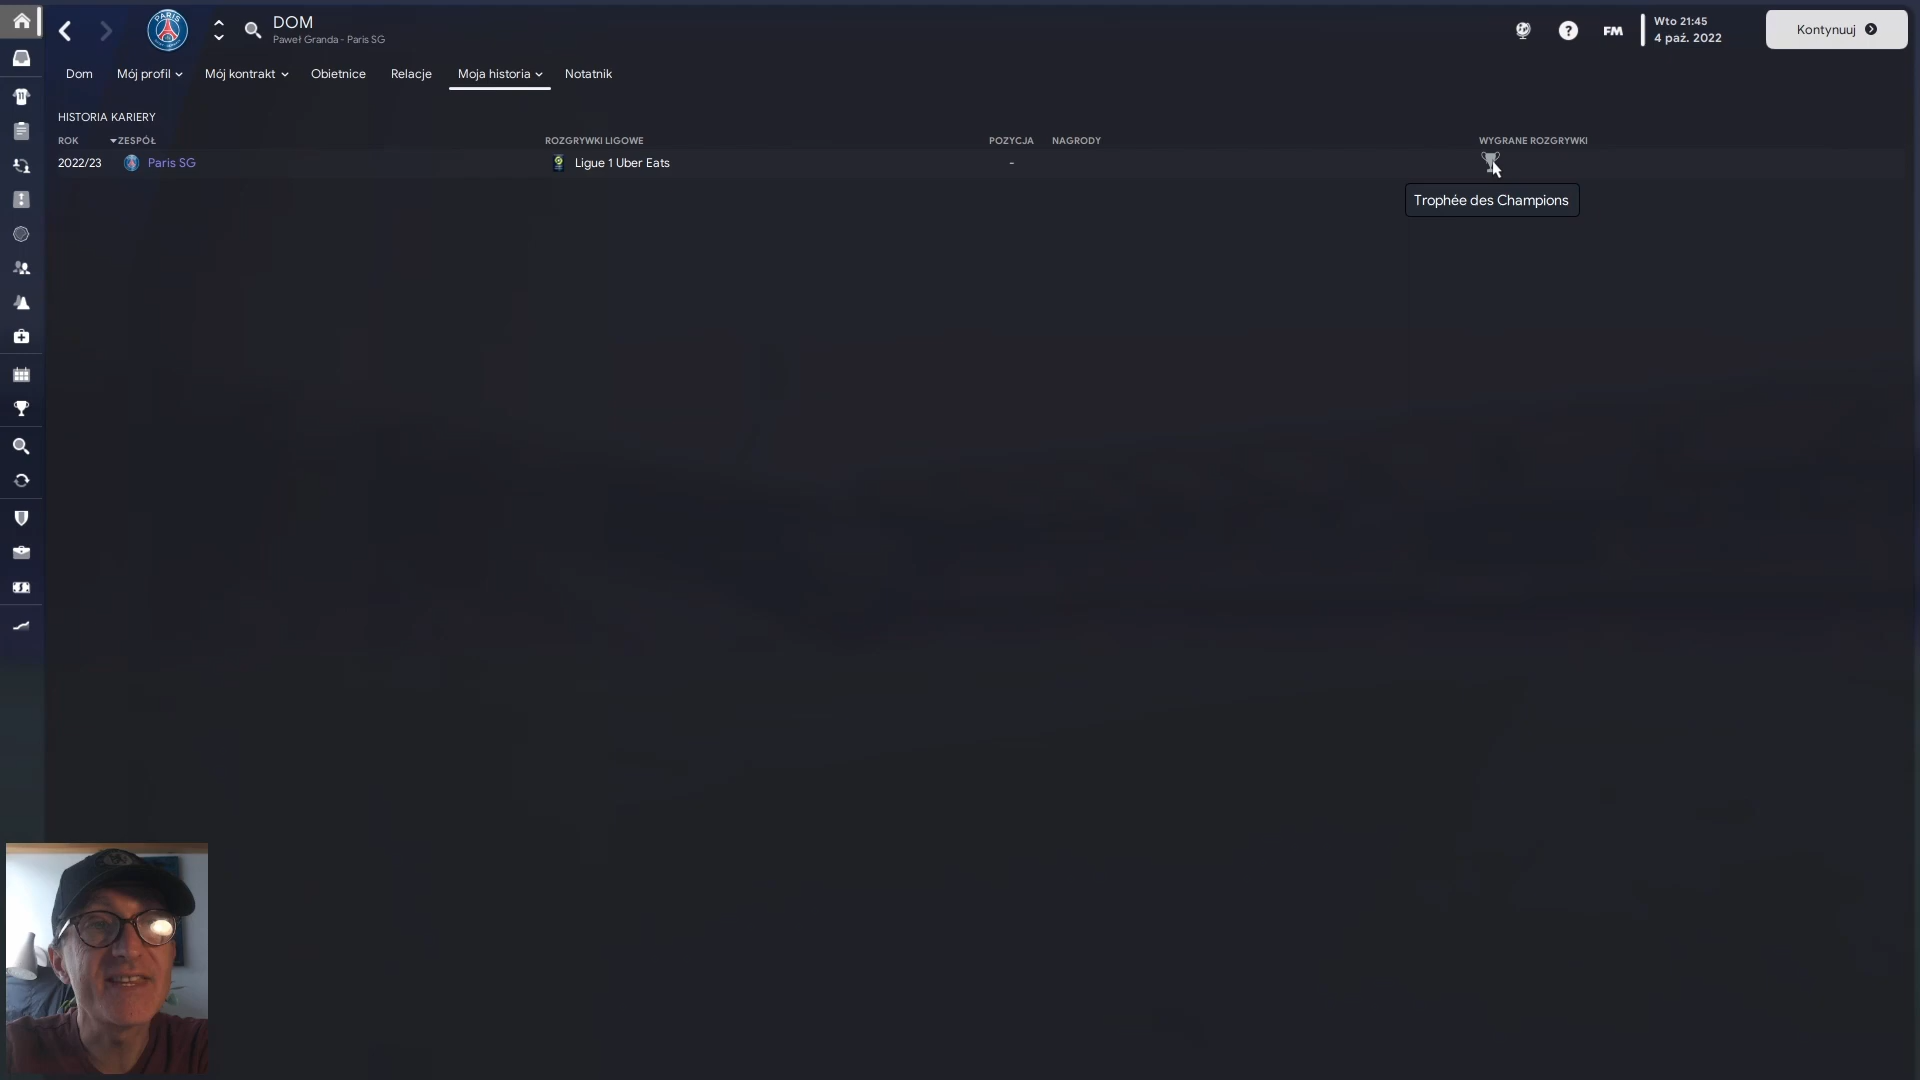 DOM
Paweł Granda - Paris SG
FM
Wto 21:45
4 paź. 2022
Kontynuuj
Dom
Mój profil
Mój kontrakt
Obietnice
Relacje
Moja historia
Notatnik
HISTORIA KARIERY
ROK
ZESPÓŁ
ROZGRYWKI LIGOWE
POZYCJA
NAGRODY
WYGRANE ROZGRYWKI
2022/23
Paris SG
Ligue 1 Uber Eats
-
Trophée des Champions
PARIS
11